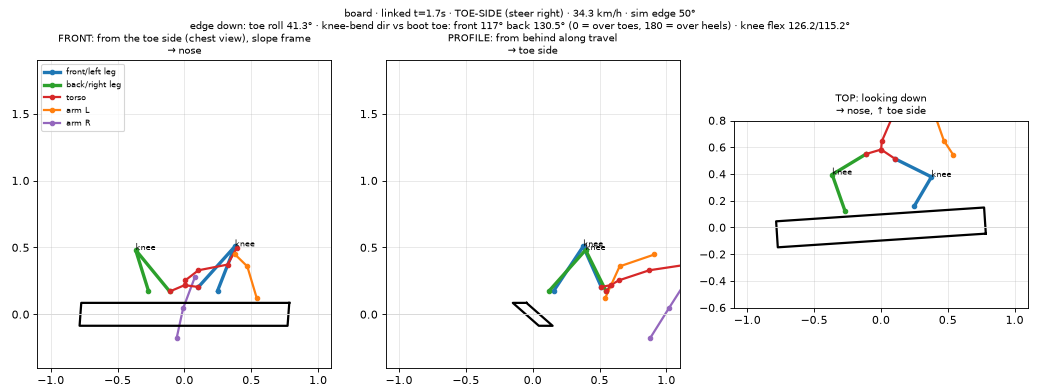 board · linked t=1.7s · TOE-SIDE (steer right) · 34.3 km/h · sim edge 50°
edge down: toe roll 41.3° · knee-bend dir vs boot toe: front 117° back 130.5° (0 = over toes, 180 = over heels) · knee flex 126.2/115.2°
FRONT: from the toe side (chest view), slope frame
→ nose
front/left leg
back/right leg
torso
arm L
arm R
knee
knee
1.5
1.0
0.5
0.0
−1.0
−0.5
0.0
0.5
1.0
PROFILE: from behind along travel
→ toe side
knee
knee
1.5
1.0
0.5
0.0
−1.0
−0.5
0.0
0.5
1.0
TOP: looking down
→ nose, ↑ toe side
knee
knee
0.8
0.6
0.4
0.2
0.0
−0.2
−0.4
−0.6
−1.0
−0.5
0.0
0.5
1.0